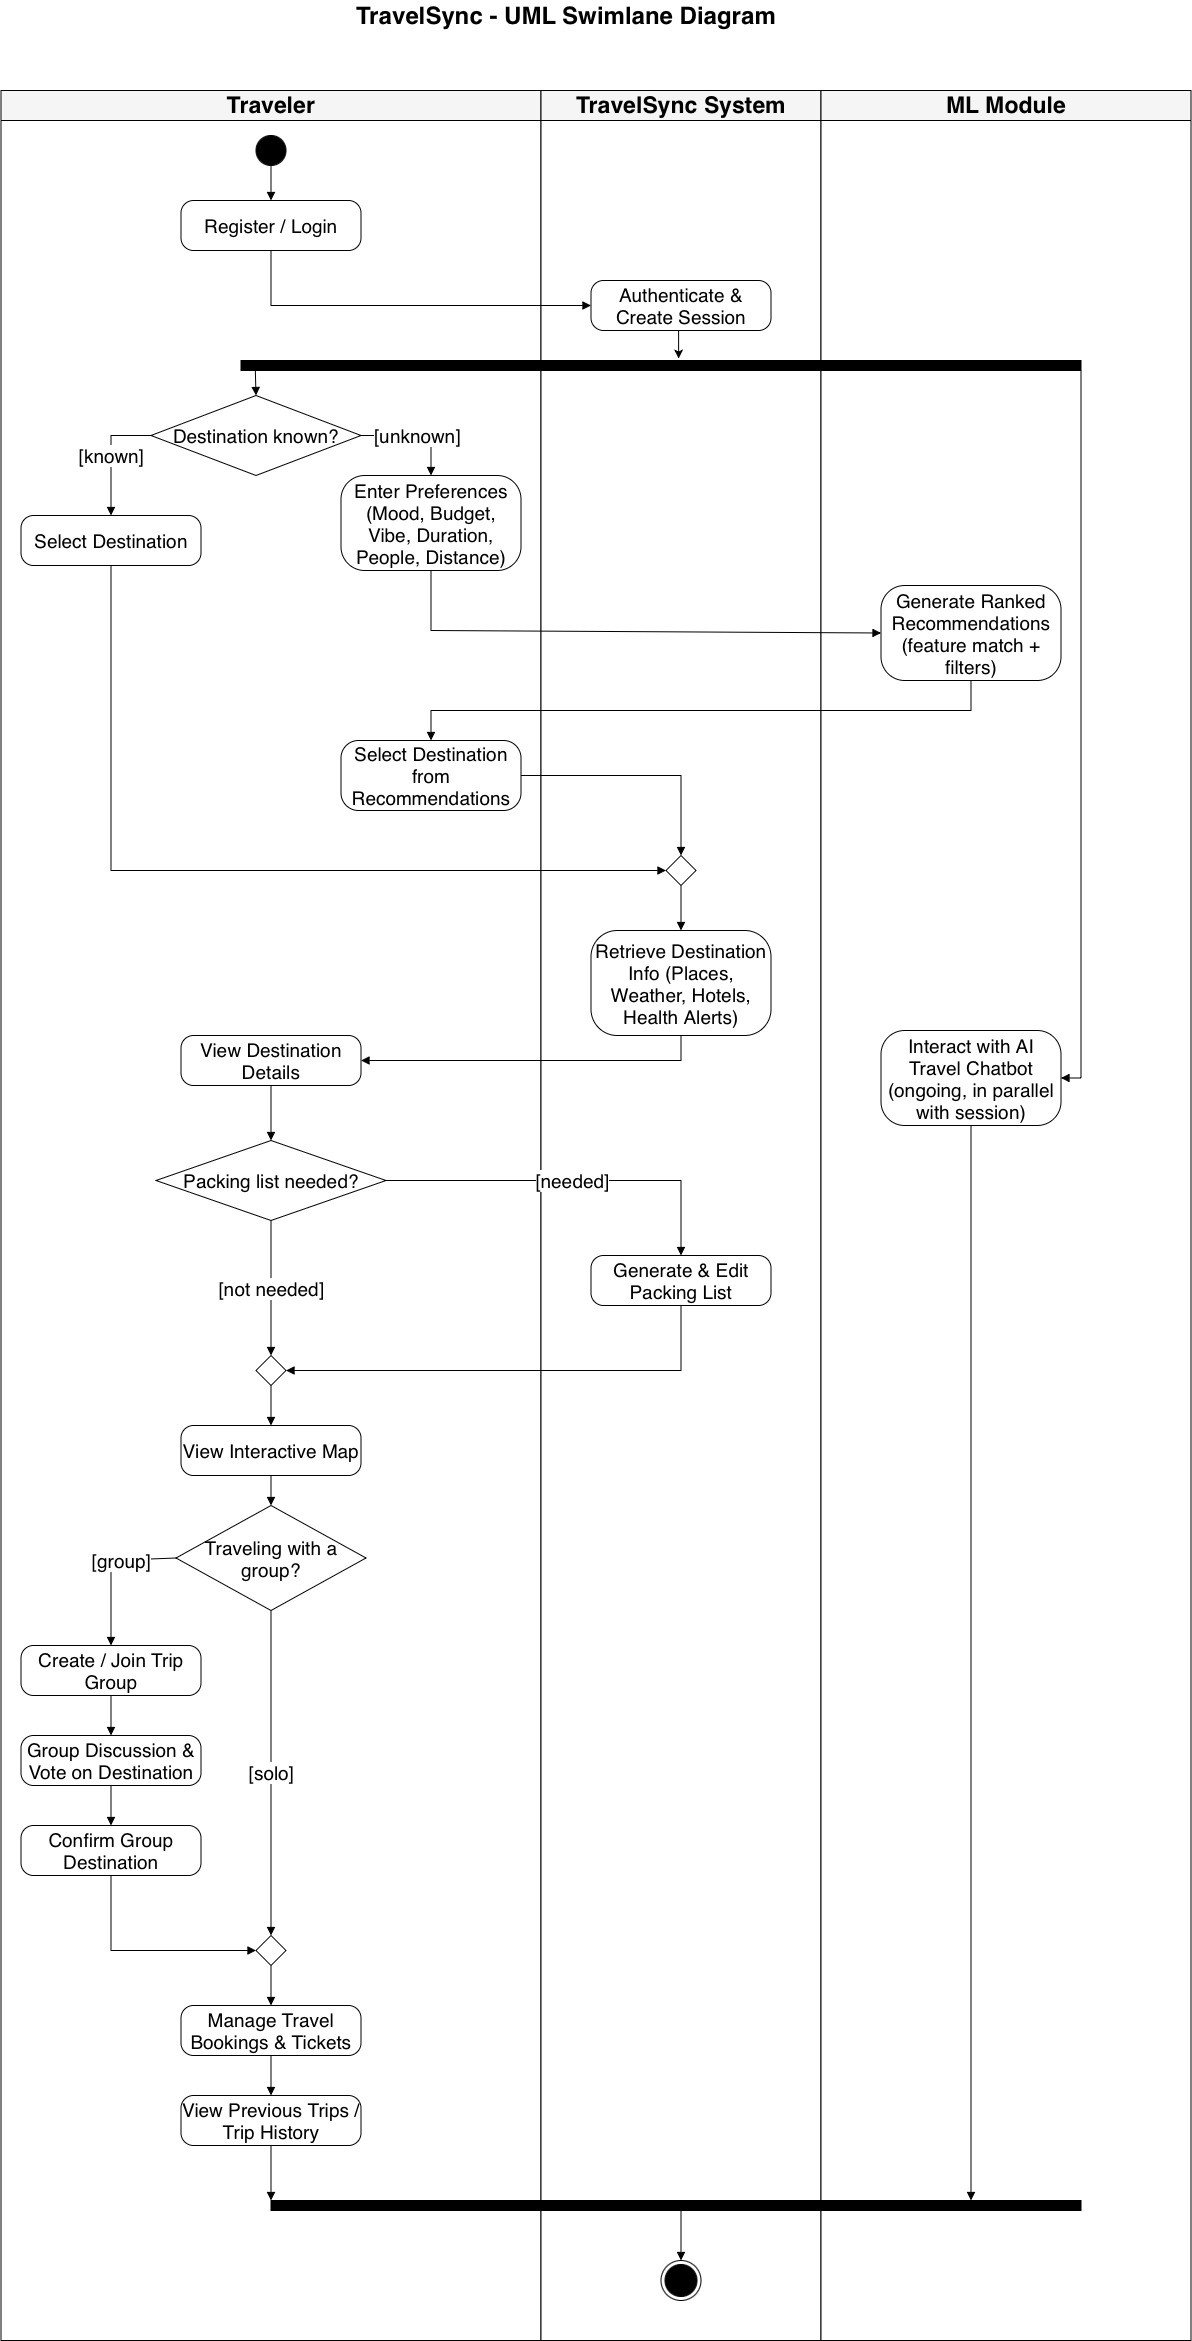 TravelSync - UML Swimlane Diagram
Traveler
TravelSync System
ML Module
Register / Login
Authenticate &
Create Session
Destination known?
[unknown]
[known]
Enter Preferences
(Mood, Budget,
Vibe, Duration,
People, Distance)
Select Destination
Generate Ranked
Recommendations
(feature match +
filters)
Select Destination
from
Recommendations
Retrieve Destination
Info (Places,
Weather, Hotels,
Health Alerts)
View Destination
Details
Interact with AI
Travel Chatbot
(ongoing, in parallel
with session)
Packing list needed?
[needed]
[not needed]
Generate & Edit
Packing List
View Interactive Map
Traveling with a
group?
[group]
Create / Join Trip
Group
Group Discussion &
Vote on Destination
[solo]
Confirm Group
Destination
Manage Travel
Bookings & Tickets
View Previous Trips /
Trip History